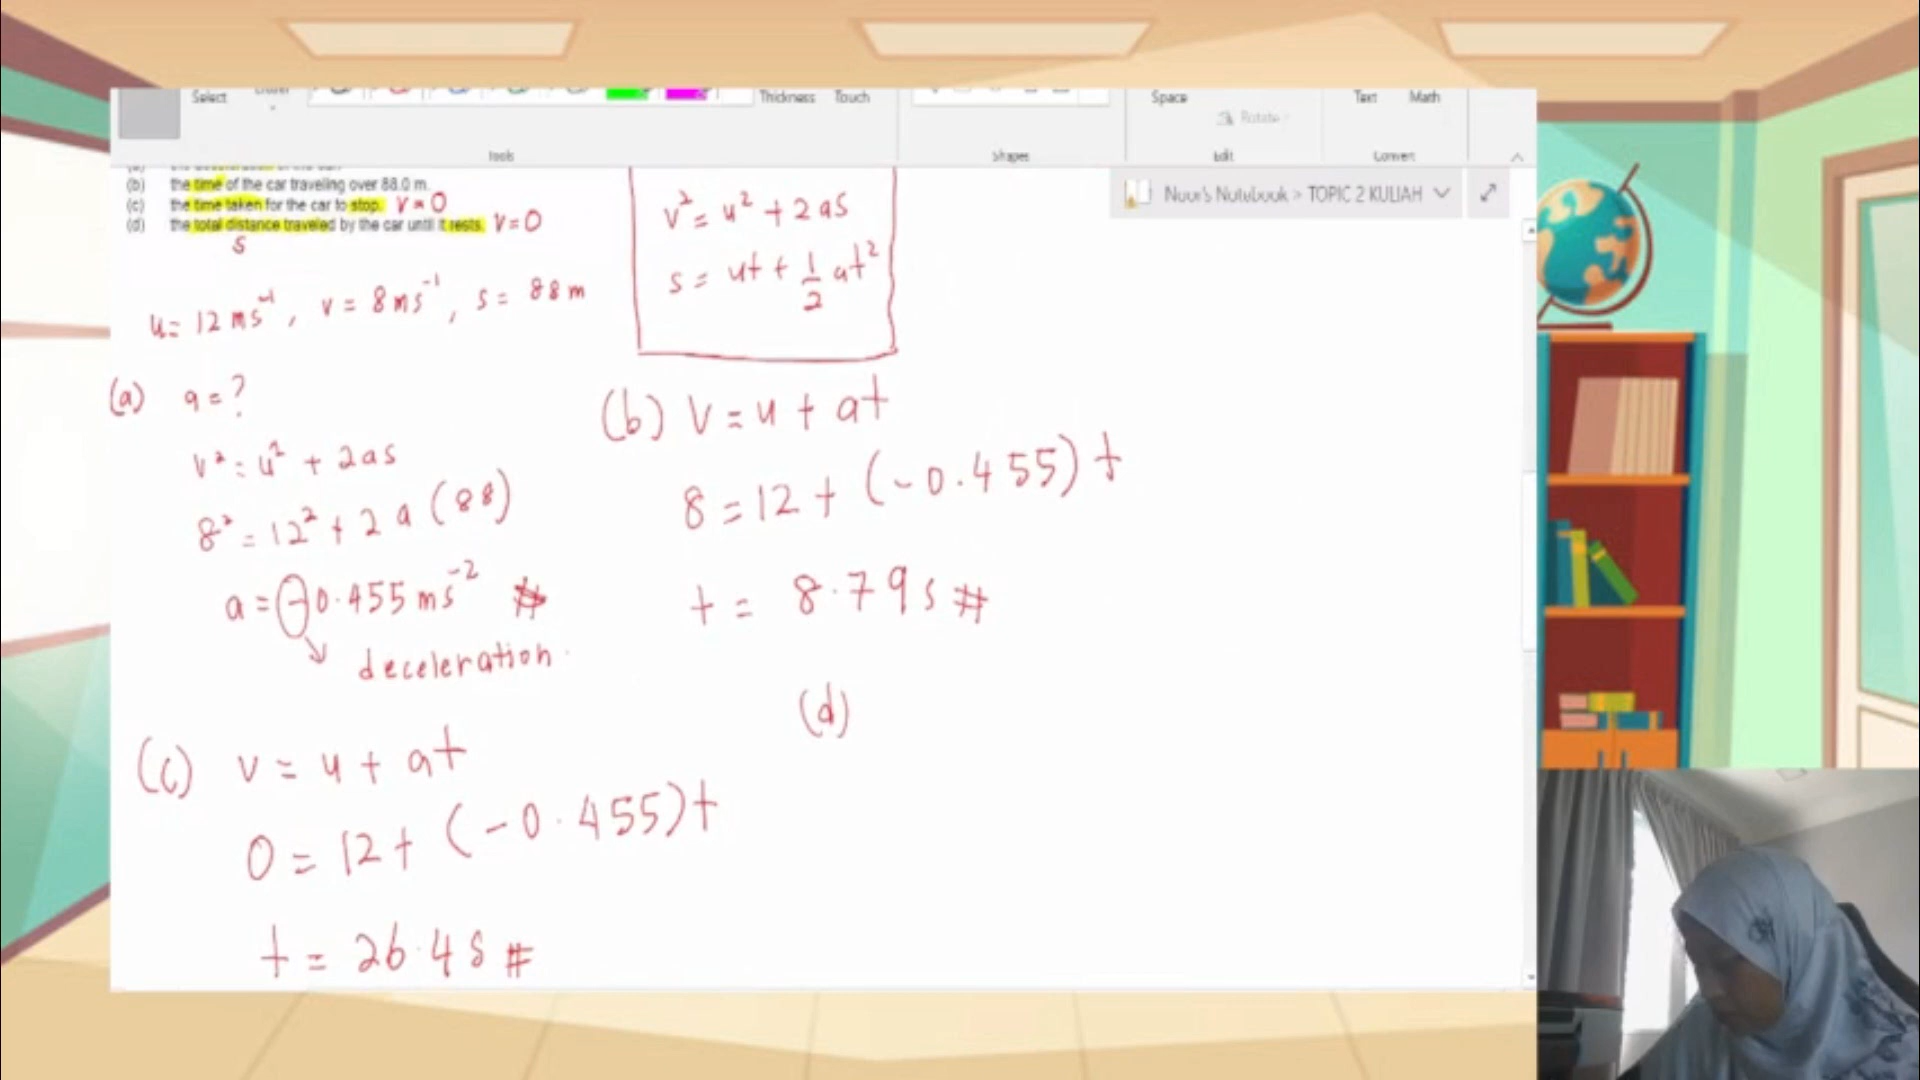 Select
Thickness Touch
Space
Text Math
Rotate
Tools
Shapes
Edit
Convert
Noor's Notebook > TOPIC 2 KULIAH
(b) the time of the car traveling over 88.0 m.
(c) the time taken for the car to stop. v = 0
(d) the total distance traveled by the car until it rests. v = 0
s
u = 12 ms⁻¹, v = 8 ms⁻¹, s = 88 m
v² = u² + 2as
s = ut + 1/2 at²
(a) a = ?
v² = u² + 2as
8² = 12² + 2a (88)
a = -0.455 ms⁻² #
deceleration
(b) v = u + at
8 = 12 + (-0.455)t
t = 8.79 s #
(c) v = u + at
0 = 12 + (-0.455)t
t = 26.4 s #
(d)